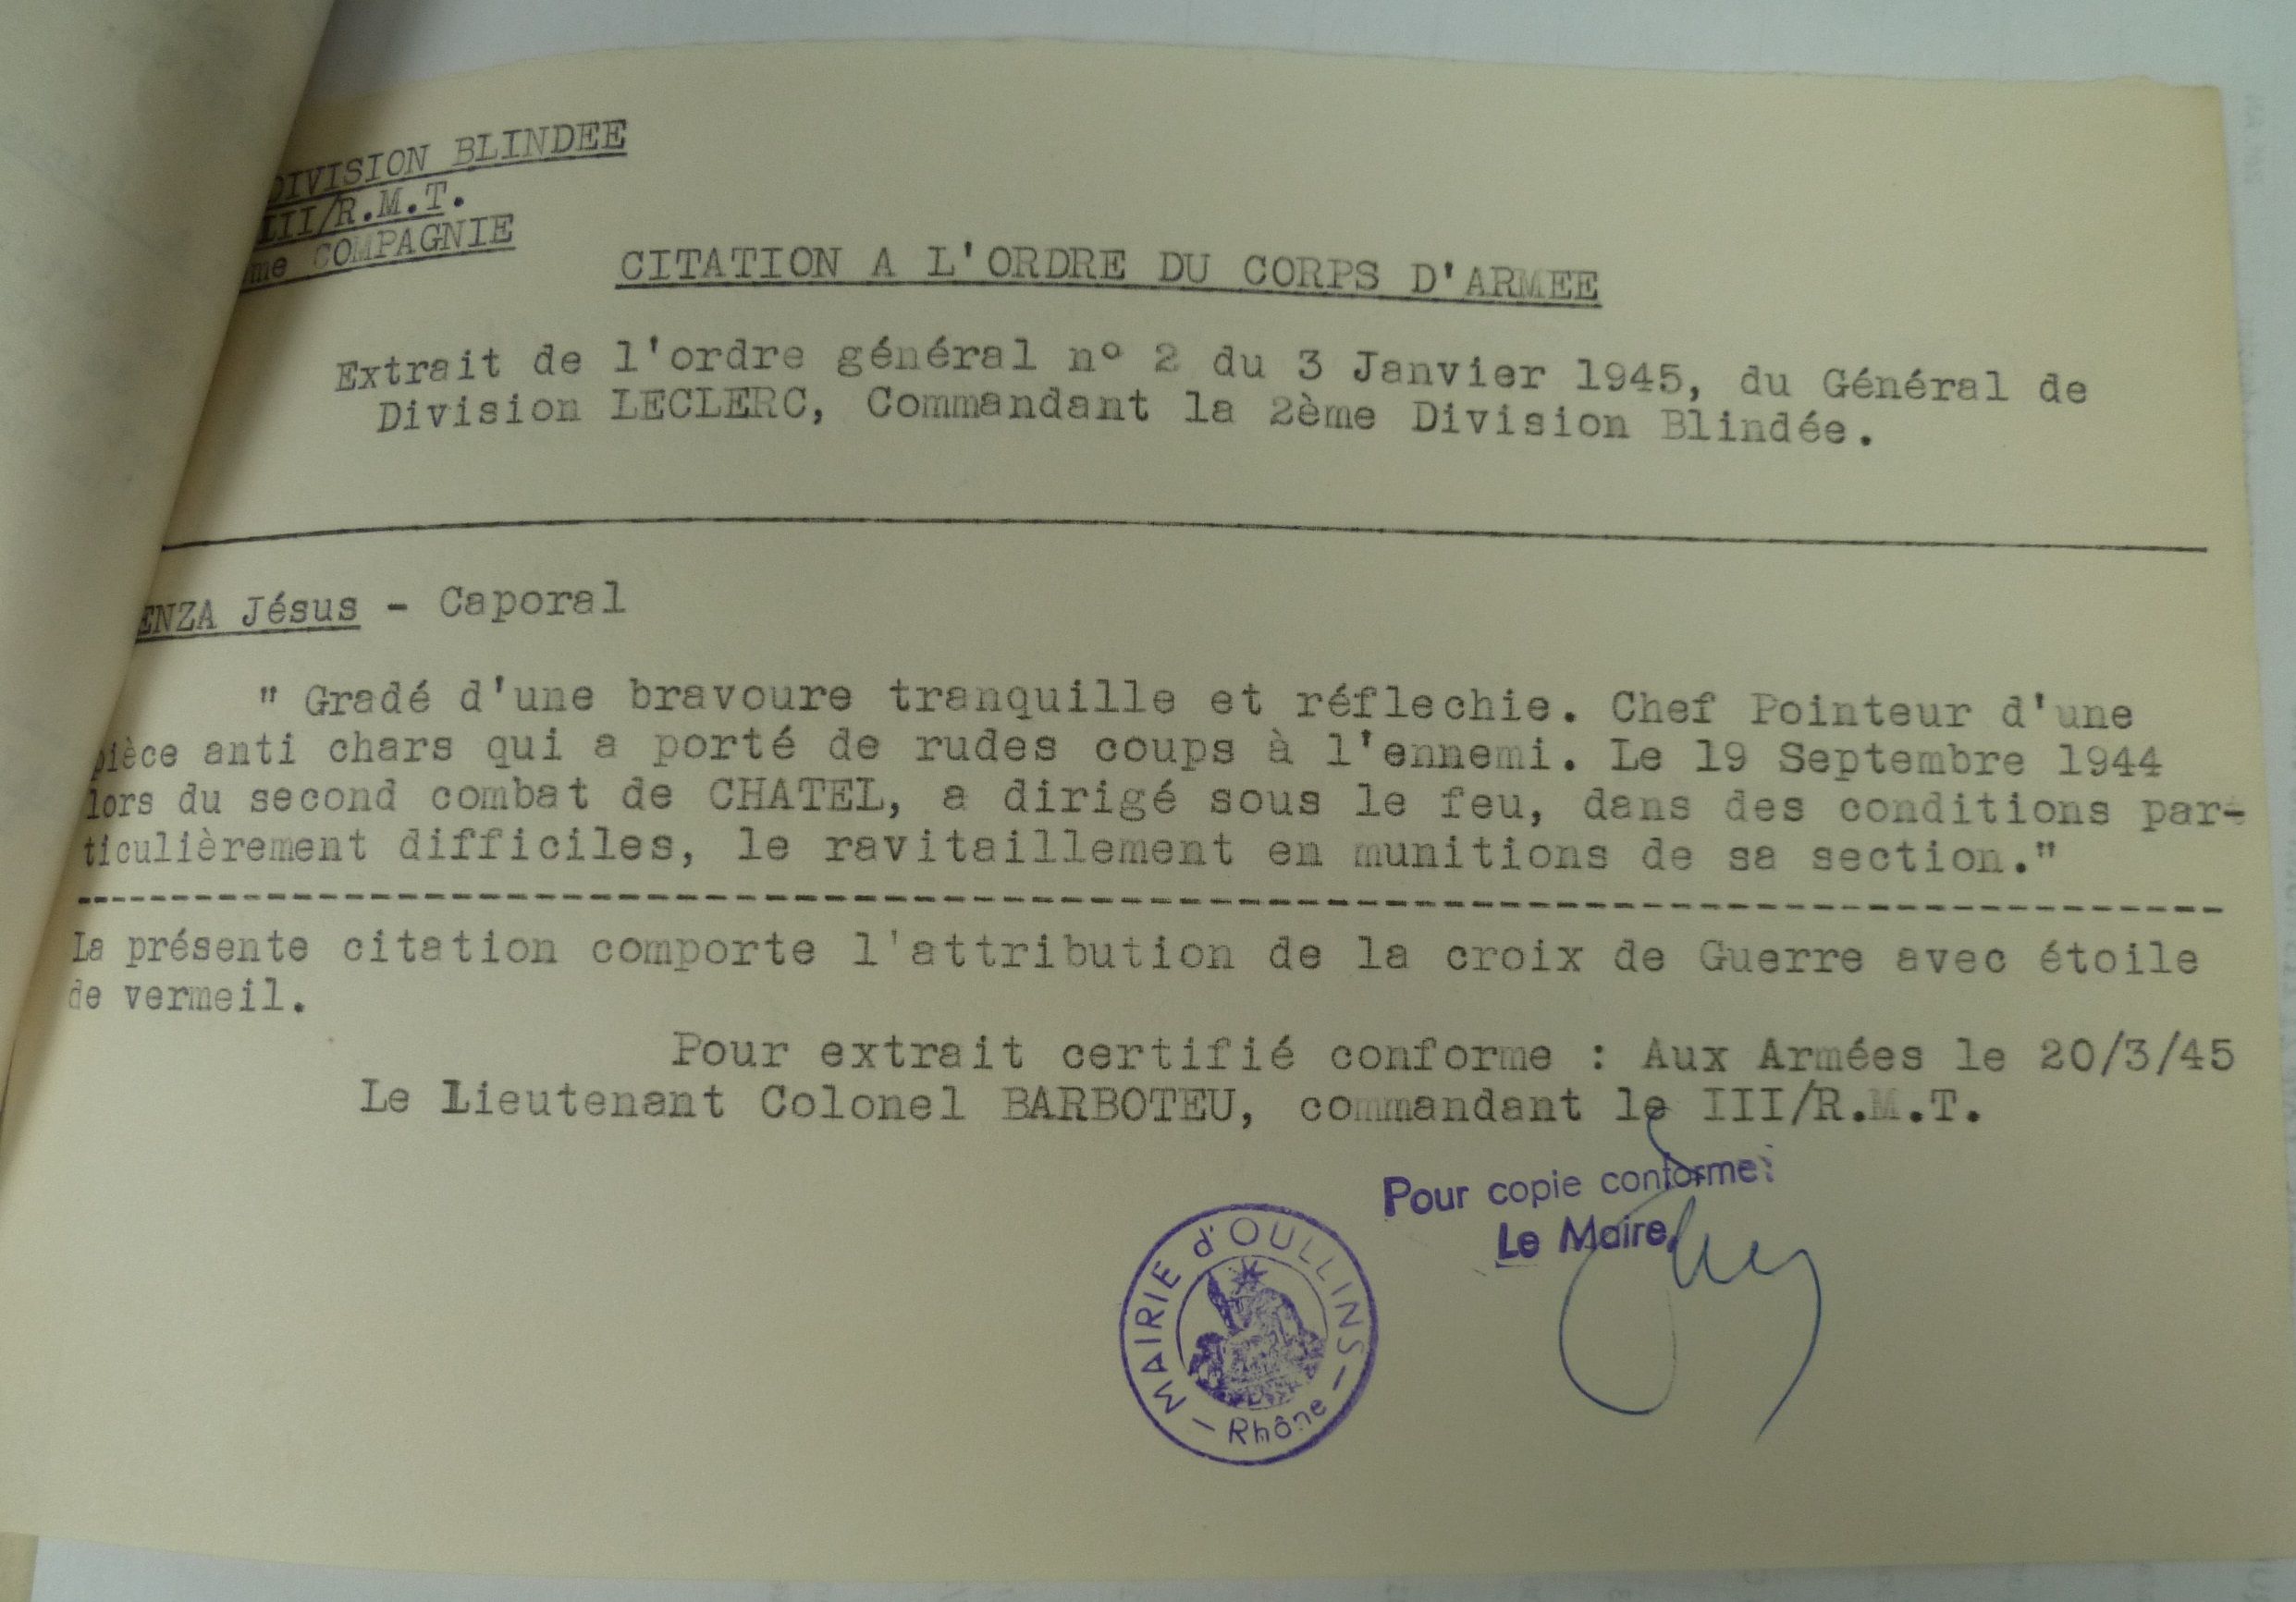 DIVISION BLINDEE
III/R.M.T.
me COMPAGNIE
CITATION A L'ORDRE DU CORPS D'ARMEE
Extrait de l'ordre général n° 2 du 3 Janvier 1945, du Général de
Division LECLERC, Commandant la 2ème Division Blindée.
ENZA Jésus - Caporal
" Gradé d'une bravoure tranquille et réflechie. Chef Pointeur d'une
pièce anti chars qui a porté de rudes coups à l'ennemi. Le 19 Septembre 1944
lors du second combat de CHATEL, a dirigé sous le feu, dans des conditions par-
ticulièrement difficiles, le ravitaillement en munitions de sa section."
La présente citation comporte l'attribution de la croix de Guerre avec étoile
de vermeil.
Pour extrait certifié conforme : Aux Armées le 20/3/45
Le Lieutenant Colonel BARBOTEU, commandant le III/R.M.T.
Pour copie conforme:
Le Maire,
MAIRIE d'OULLINS
- Rhône -